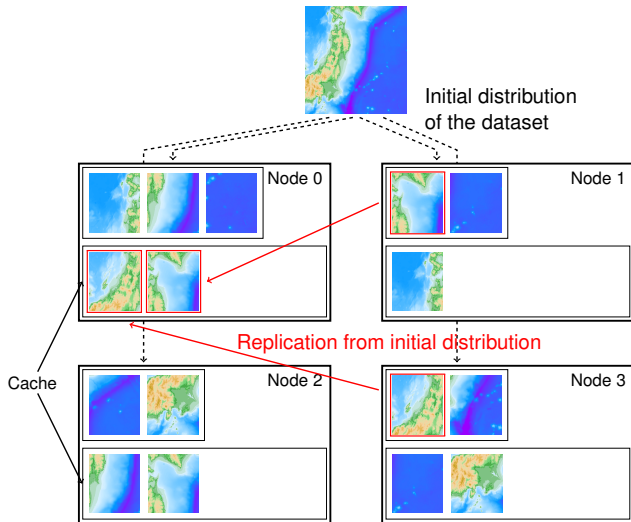 Initial distribution
of the dataset
Node 0
Node 1
Replication from initial distribution
Cache
Node 2
Node 3